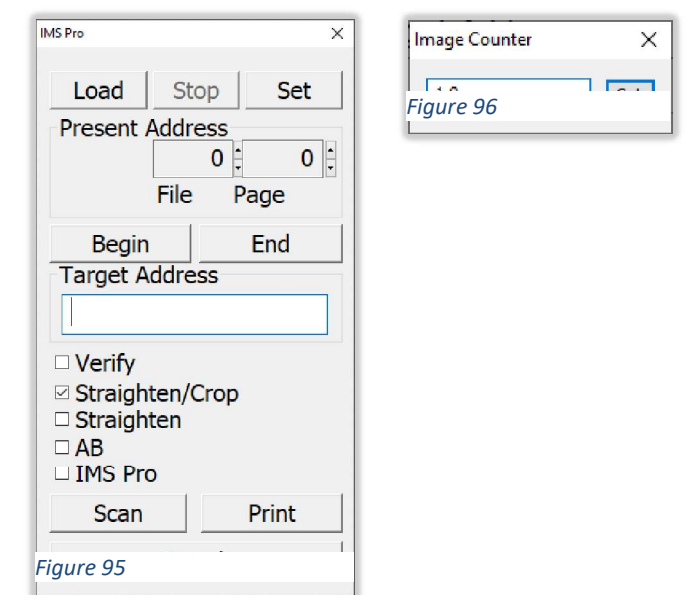 IMS Pro
Load Stop Set
Present Address
0 0
File Page
Begin End
Target Address
Verify
Straighten/Crop
Straighten
AB
IMS Pro
Scan Print
Figure 95
Image Counter
Figure 96